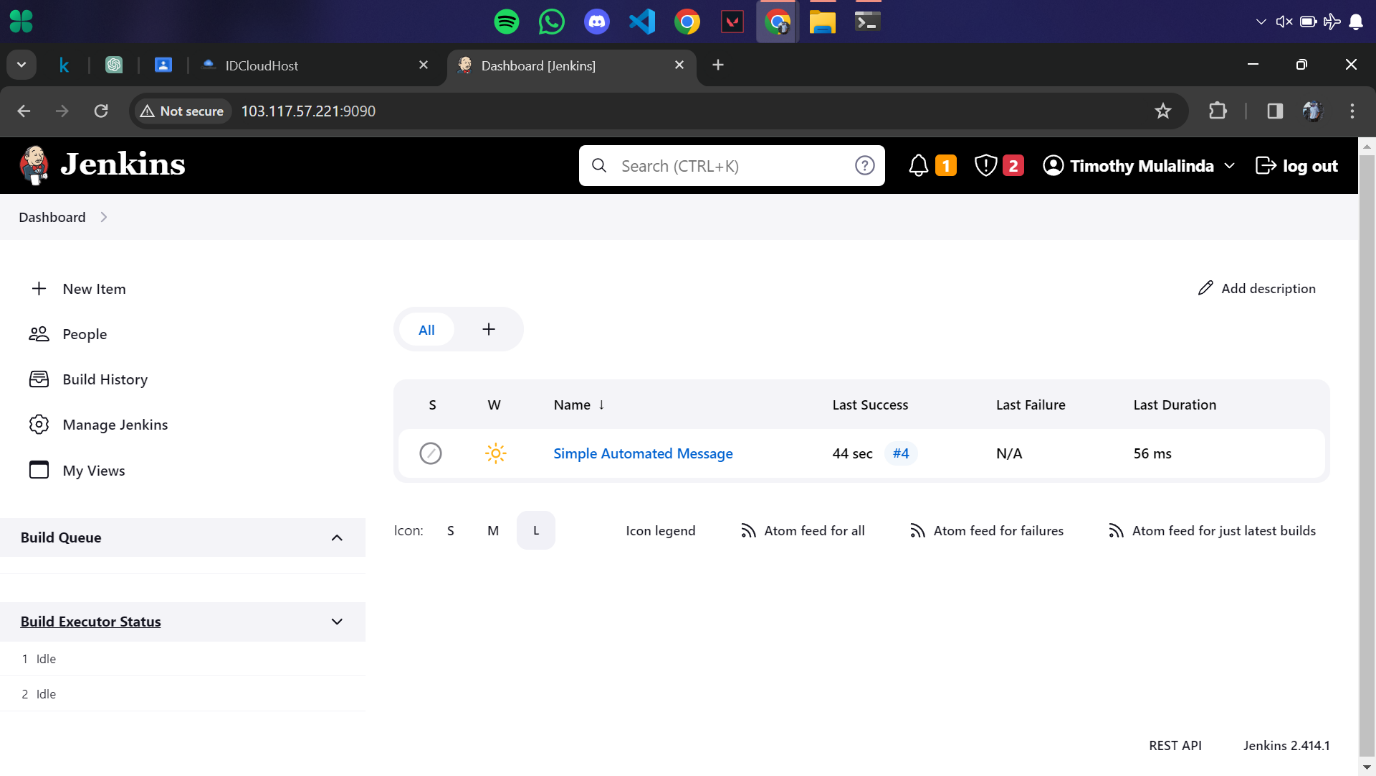 IDCloudHost
Dashboard [Jenkins]
Not secure
103.117.57.221:9090
Jenkins
Search (CTRL+K)
1
2
Timothy Mulalinda
log out
Dashboard
New Item
People
Build History
Manage Jenkins
My Views
Build Queue
Build Executor Status
1 Idle
2 Idle
Add description
All +
S W Name ↓ Last Success Last Failure Last Duration
Simple Automated Message 44 sec #4 N/A 56 ms
Icon: S M L Icon legend Atom feed for all Atom feed for failures Atom feed for just latest builds
REST API Jenkins 2.414.1